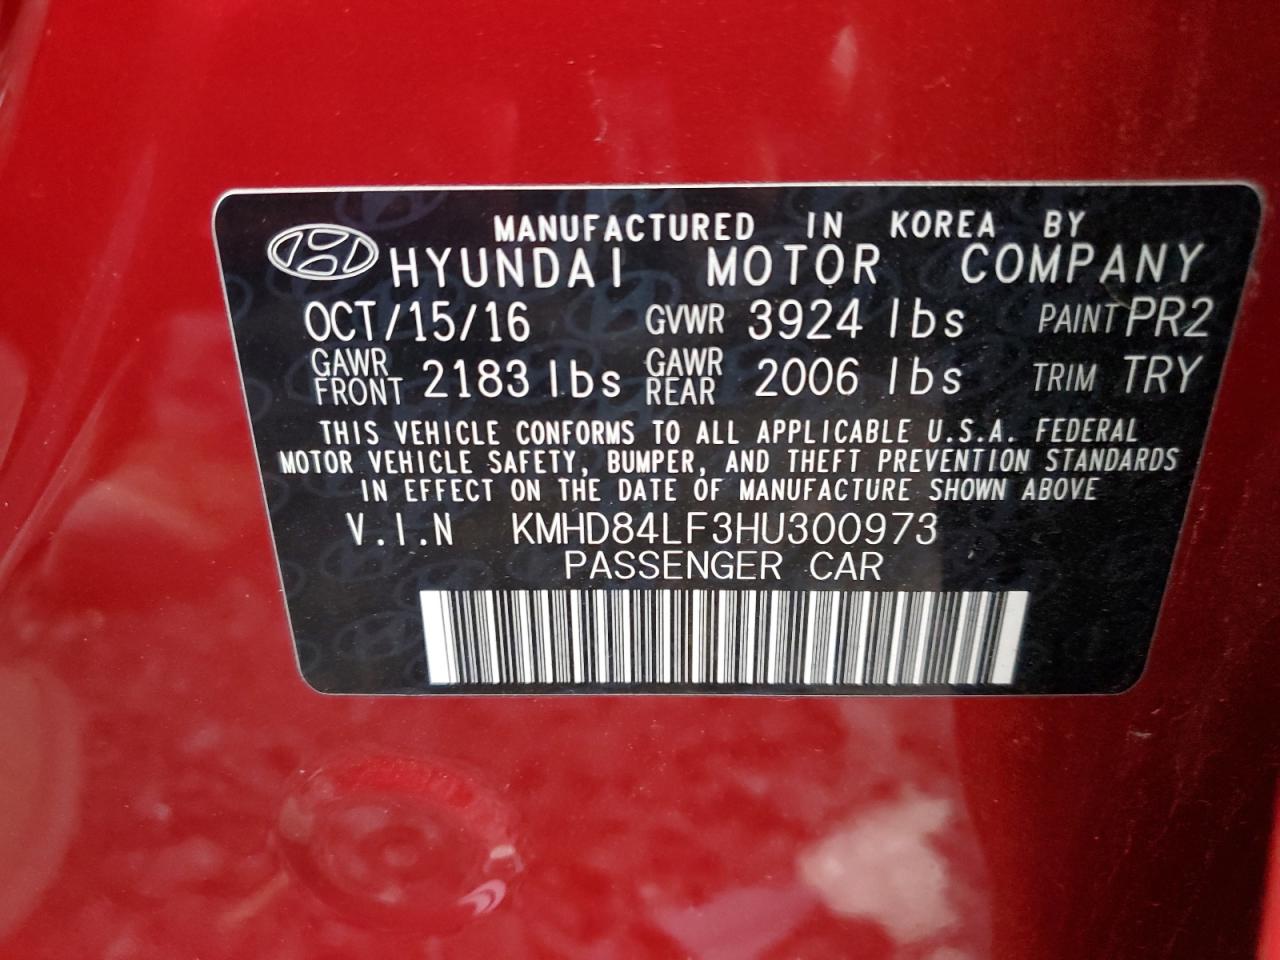 MANUFACTURED IN KOREA BY
HYUNDAI MOTOR COMPANY
OCT/15/16 GVWR 3924 lbs PAINT PR2
GAWR FRONT 2183 lbs GAWR REAR 2006 lbs TRIM TRY
THIS VEHICLE CONFORMS TO ALL APPLICABLE U.S.A. FEDERAL
MOTOR VEHICLE SAFETY, BUMPER, AND THEFT PREVENTION STANDARDS
IN EFFECT ON THE DATE OF MANUFACTURE SHOWN ABOVE
V.I.N KMHD84LF3HU300973
PASSENGER CAR